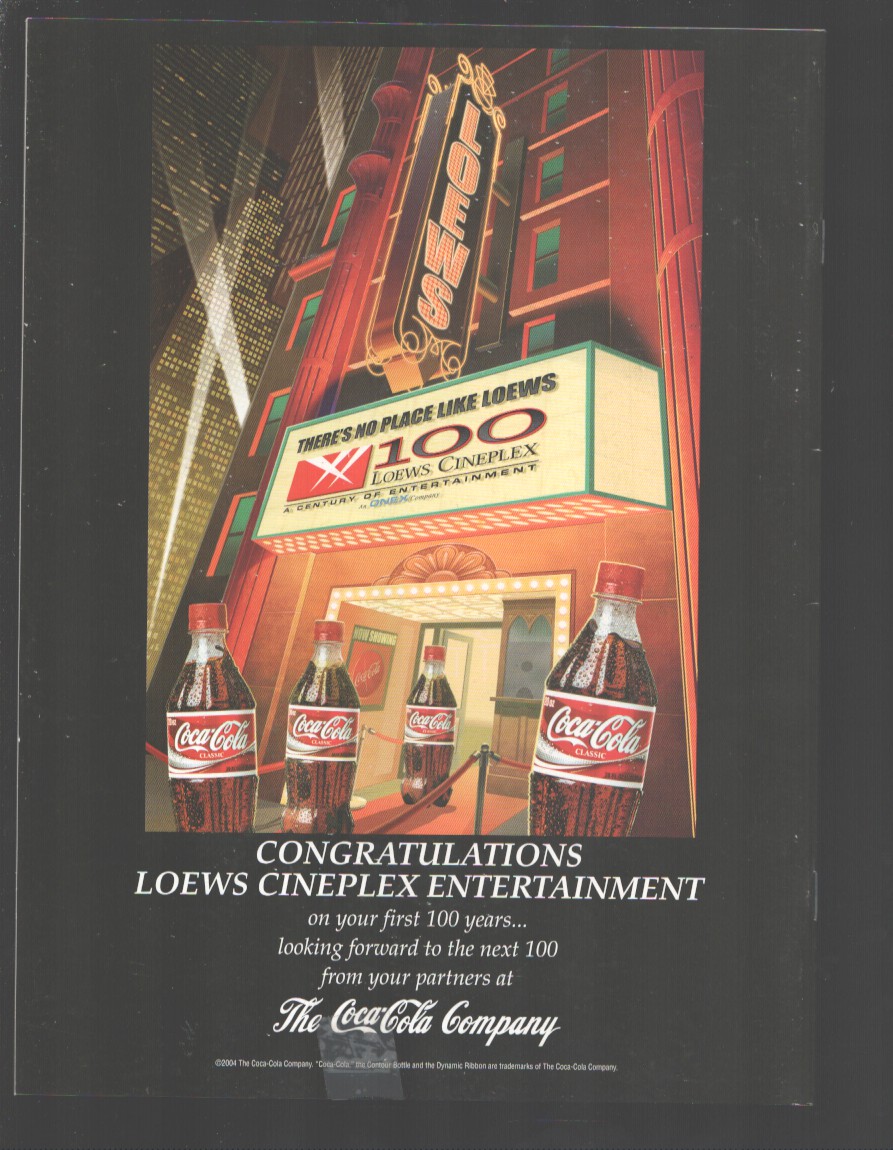 LOEWS
THERE'S NO PLACE LIKE LOEWS
100
LOEWS CINEPLEX
A CENTURY OF ENTERTAINMENT
An ONEX Company
NOW SHOWING
Coca-Cola
Coca-Cola
CLASSIC
Coca-Cola
CLASSIC
Coca-Cola
CLASSIC
Coca-Cola
CLASSIC
CONGRATULATIONS
LOEWS CINEPLEX ENTERTAINMENT
on your first 100 years...
looking forward to the next 100
from your partners at
The Coca-Cola Company
©2004 The Coca-Cola Company. "Coca-Cola," the Contour Bottle and the Dynamic Ribbon are trademarks of The Coca-Cola Company.